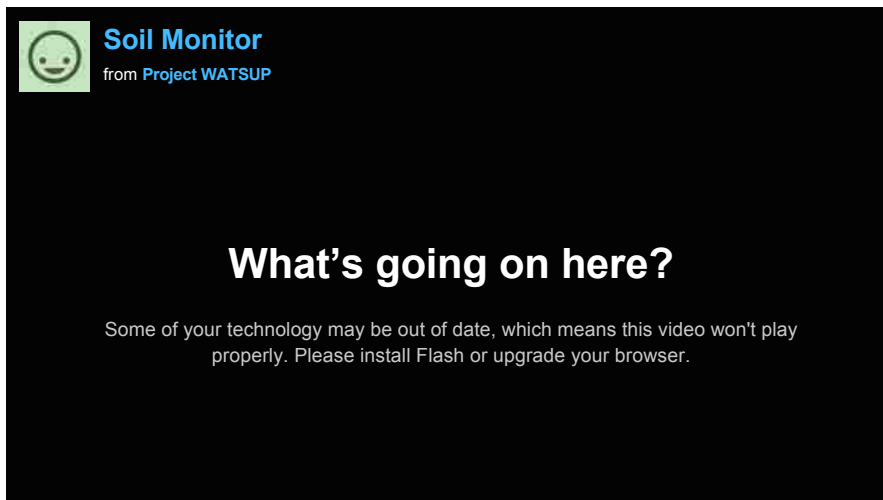 Soil Monitor
from Project WATSUP
What’s going on here?
Some of your technology may be out of date, which means this video won't play
properly. Please install Flash or upgrade your browser.